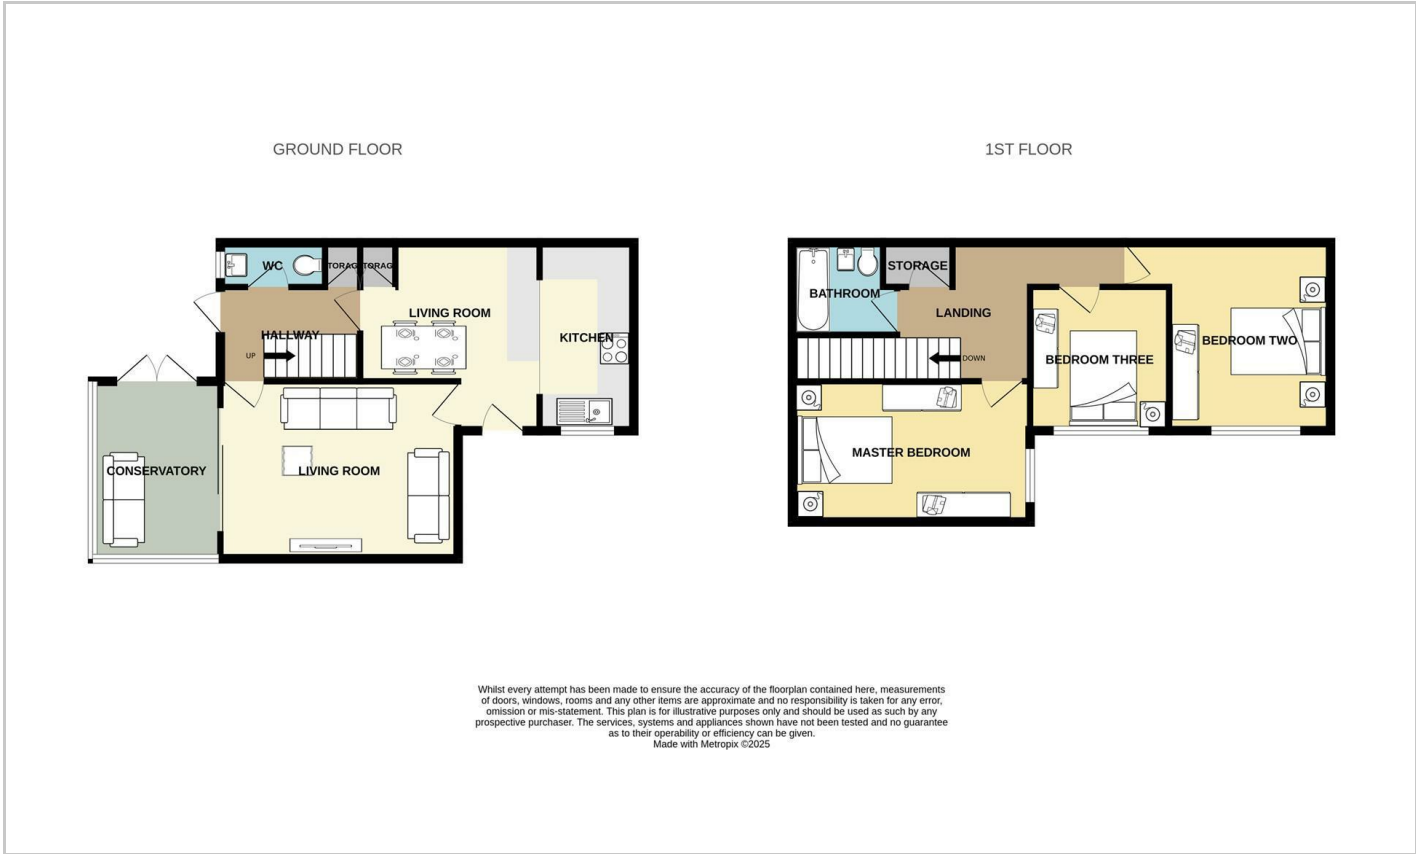 GROUND FLOOR
1ST FLOOR
WC
TORAG
TORAG
LIVING ROOM
KITCHEN
HALLWAY
UP
CONSERVATORY
LIVING ROOM
STORAGE
BATHROOM
LANDING
DOWN
BEDROOM THREE
BEDROOM TWO
MASTER BEDROOM
Whilst every attempt has been made to ensure the accuracy of the floorplan contained here, measurements
of doors, windows, rooms and any other items are approximate and no responsibility is taken for any error,
omission or mis-statement. This plan is for illustrative purposes only and should be used as such by any
prospective purchaser. The services, systems and appliances shown have not been tested and no guarantee
as to their operability or efficiency can be given.
Made with Metropix ©2025